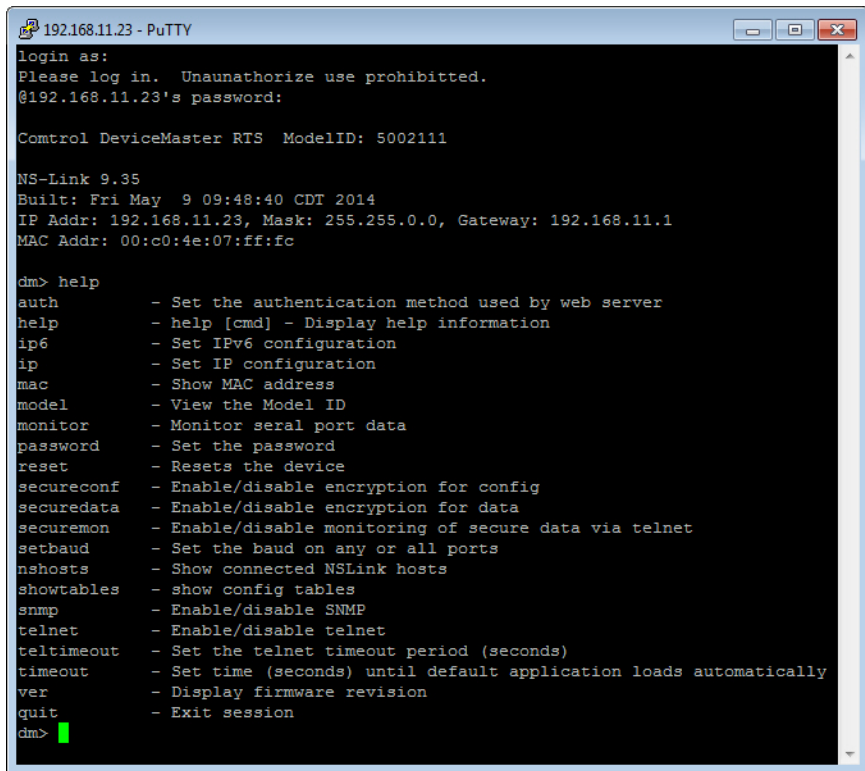 192.168.11.23 - PuTTY
login as:
Please log in.  Unaunathorize use prohibitted.
@192.168.11.23's password:
Comtrol DeviceMaster RTS  ModelID: 5002111
NS-Link 9.35
Built: Fri May  9 09:48:40 CDT 2014
IP Addr: 192.168.11.23, Mask: 255.255.0.0, Gateway: 192.168.11.1
MAC Addr: 00:c0:4e:07:ff:fc
dm> help
auth         - Set the authentication method used by web server
help         - help [cmd] - Display help information
ip6          - Set IPv6 configuration
ip           - Set IP configuration
mac          - Show MAC address
model        - View the Model ID
monitor      - Monitor seral port data
password     - Set the password
reset        - Resets the device
secureconf   - Enable/disable encryption for config
securedata   - Enable/disable encryption for data
securemon    - Enable/disable monitoring of secure data via telnet
setbaud      - Set the baud on any or all ports
nshosts      - Show connected NSLink hosts
showtables   - show config tables
snmp         - Enable/disable SNMP
telnet       - Enable/disable telnet
teltimeout   - Set the telnet timeout period (seconds)
timeout      - Set time (seconds) until default application loads automatically
ver          - Display firmware revision
quit         - Exit session
dm>